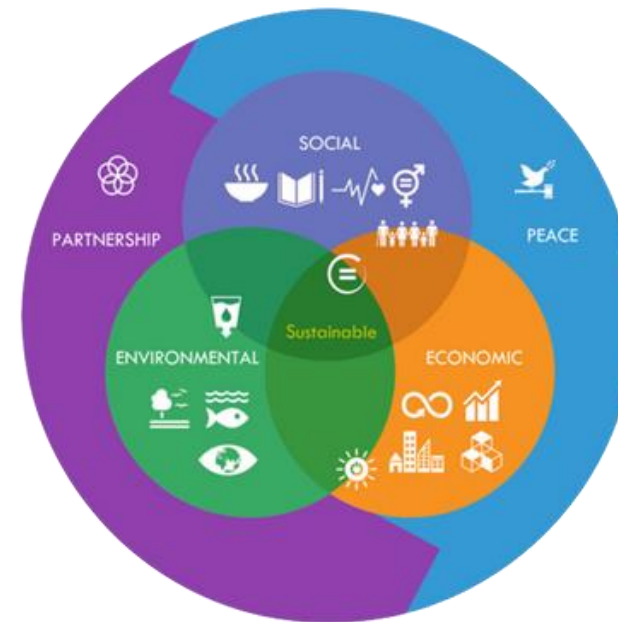 SOCIAL
PARTNERSHIP
PEACE
Sustainable
ENVIRONMENTAL
ECONOMIC